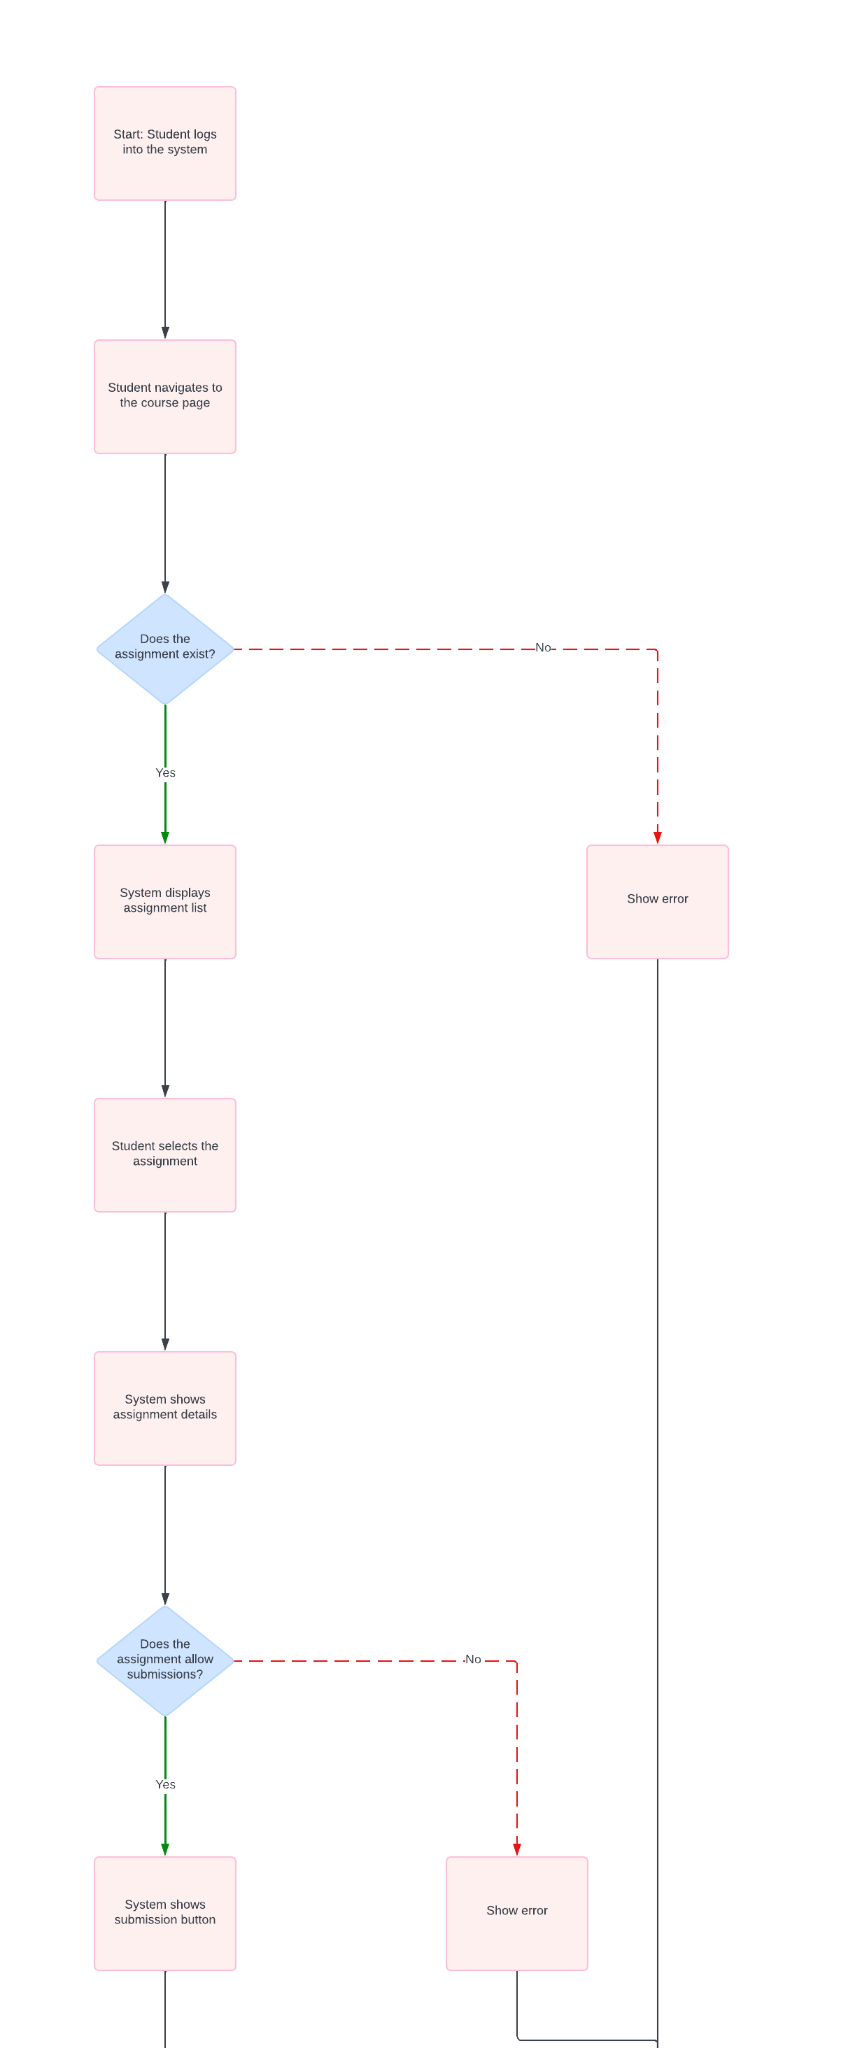 Start: Student logs
into the system
Student navigates to
the course page
Does the
assignment exist?
No
Yes
System displays
assignment list
Show error
Student selects the
assignment
System shows
assignment details
Does the
assignment allow
submissions?
No
Yes
System shows
submission button
Show error